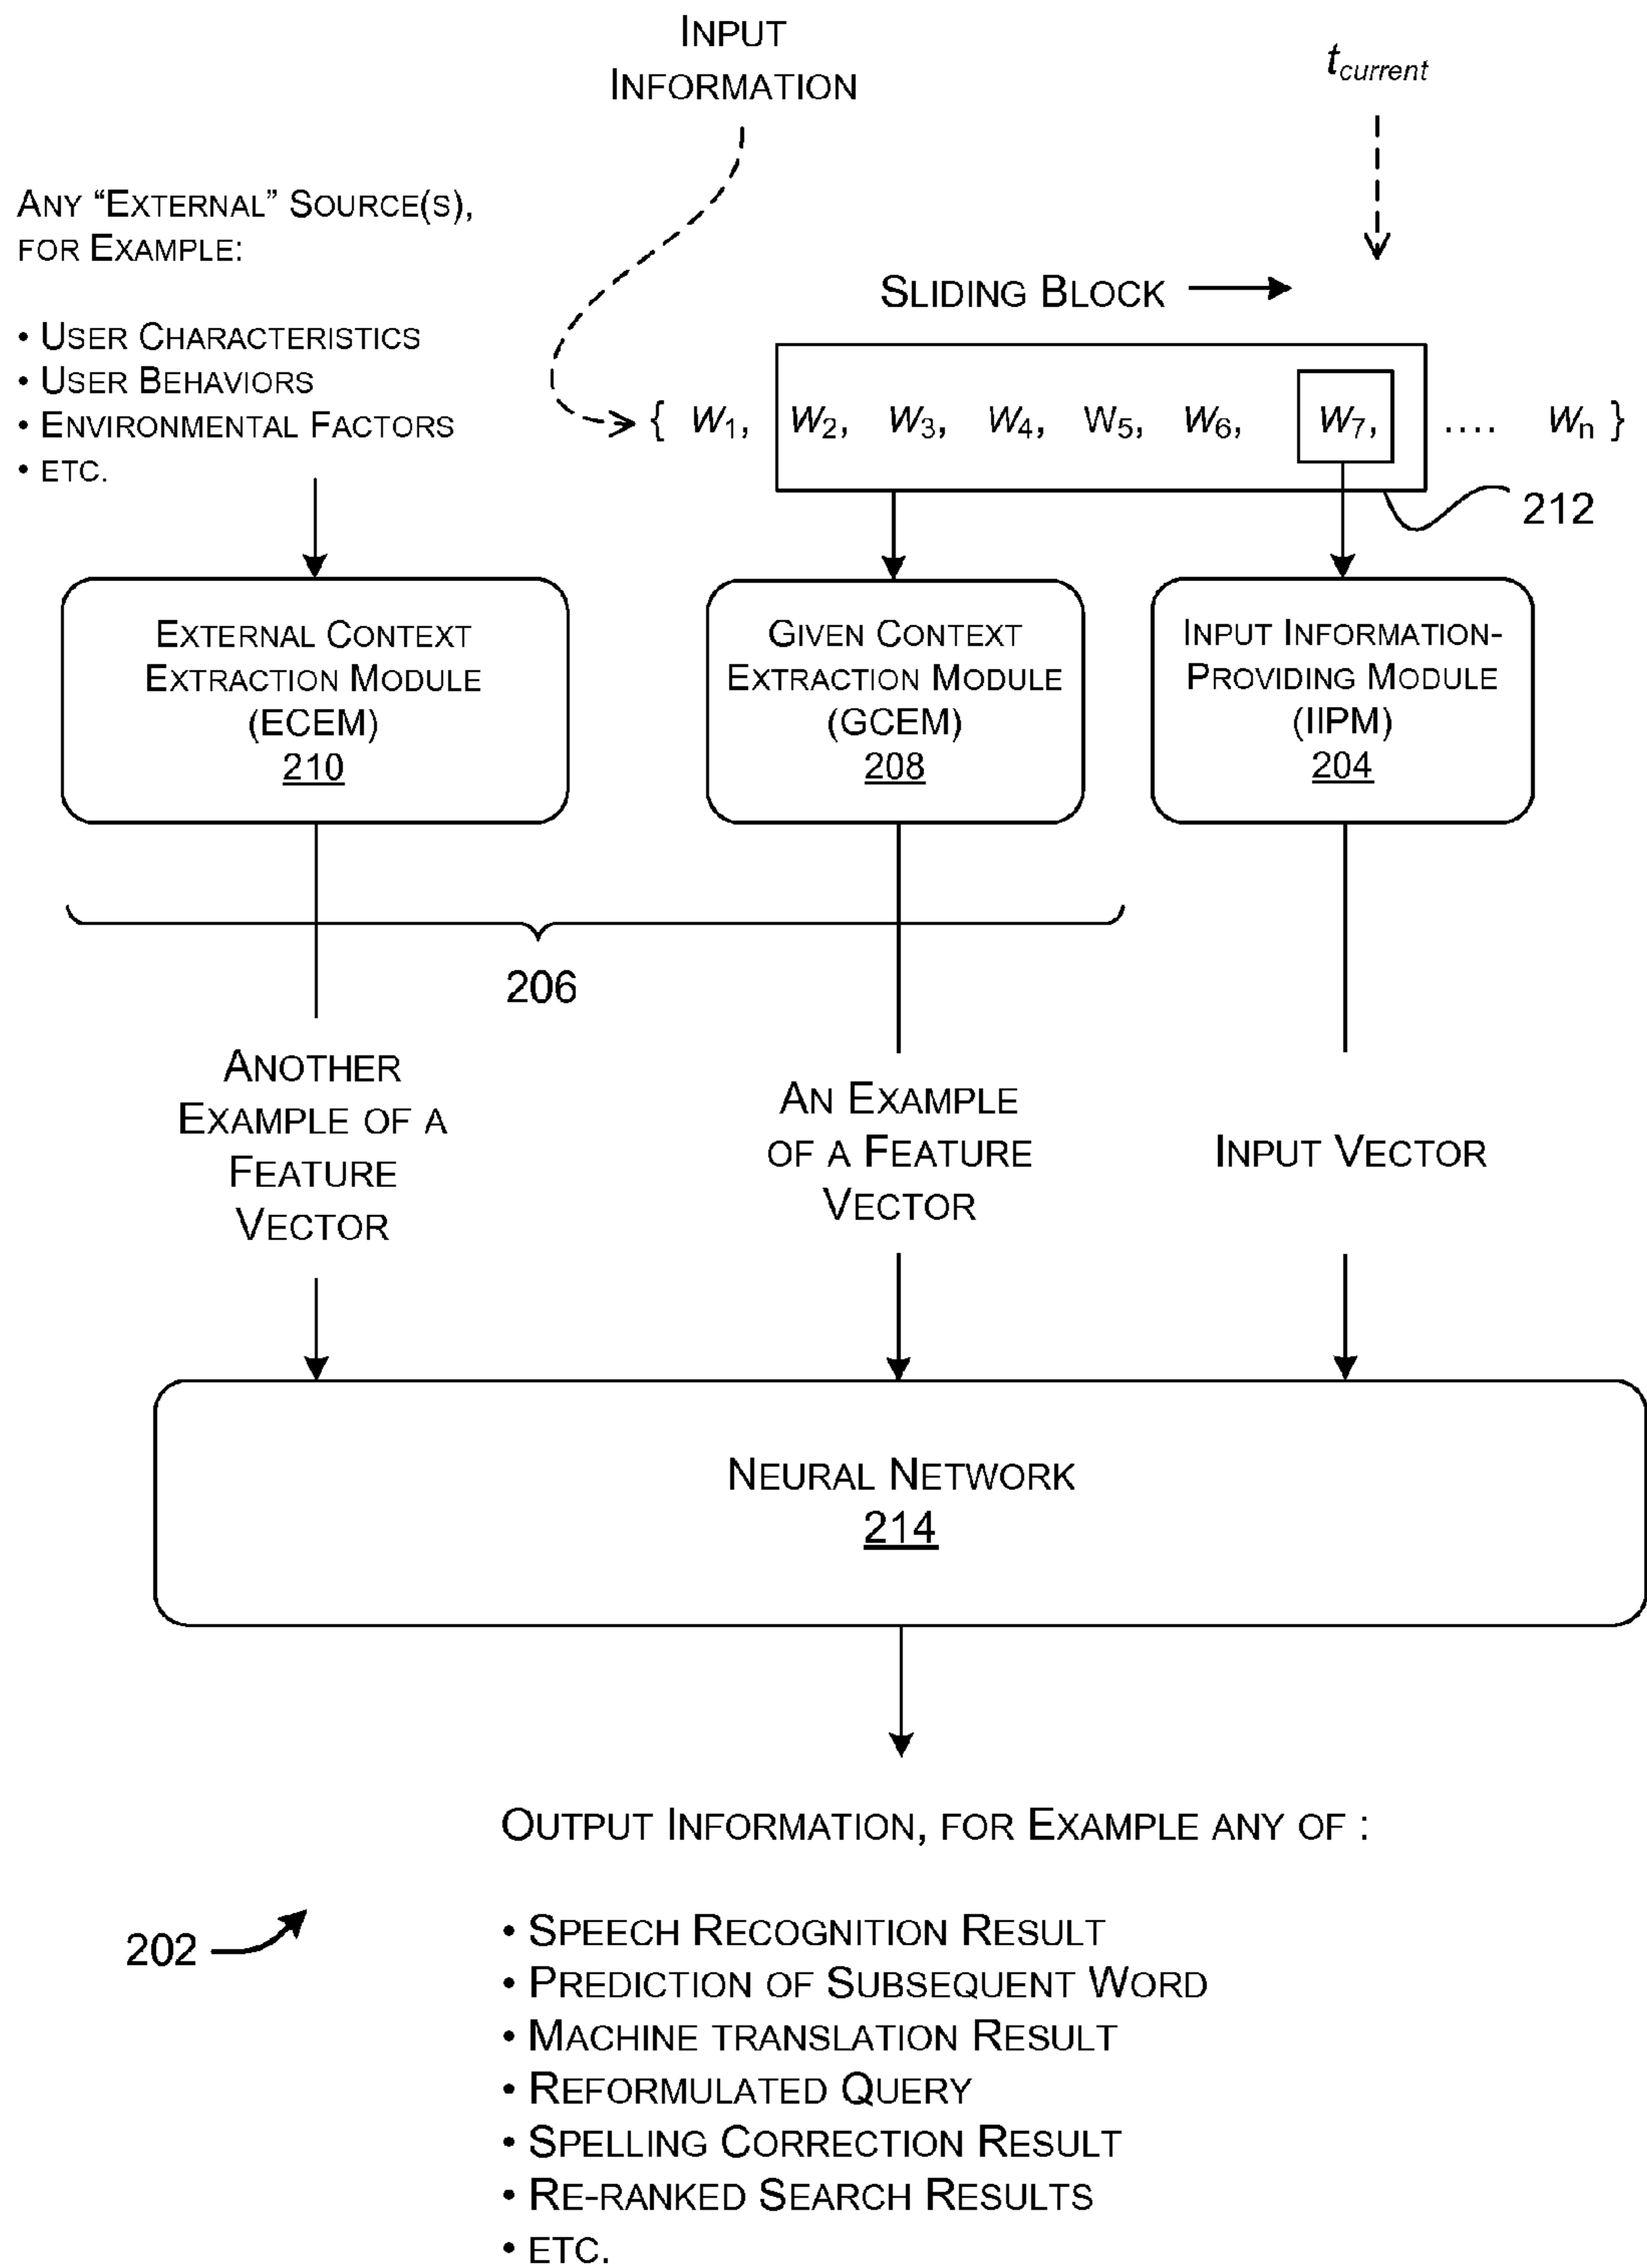 INPUT
INFORMATION
t_current
ANY “EXTERNAL” SOURCE(S),
FOR EXAMPLE:
• USER CHARACTERISTICS
• USER BEHAVIORS
• ENVIRONMENTAL FACTORS
• ETC.
SLIDING BLOCK
{ W1, W2, W3, W4, W5, W6, W7, .... Wn }
212
EXTERNAL CONTEXT
EXTRACTION MODULE
(ECEM)
210
GIVEN CONTEXT
EXTRACTION MODULE
(GCEM)
208
INPUT INFORMATION-
PROVIDING MODULE
(IIPM)
204
206
ANOTHER
EXAMPLE OF A
FEATURE
VECTOR
AN EXAMPLE
OF A FEATURE
VECTOR
INPUT VECTOR
NEURAL NETWORK
214
OUTPUT INFORMATION, FOR EXAMPLE ANY OF :
202
• SPEECH RECOGNITION RESULT
• PREDICTION OF SUBSEQUENT WORD
• MACHINE TRANSLATION RESULT
• REFORMULATED QUERY
• SPELLING CORRECTION RESULT
• RE-RANKED SEARCH RESULTS
• ETC.